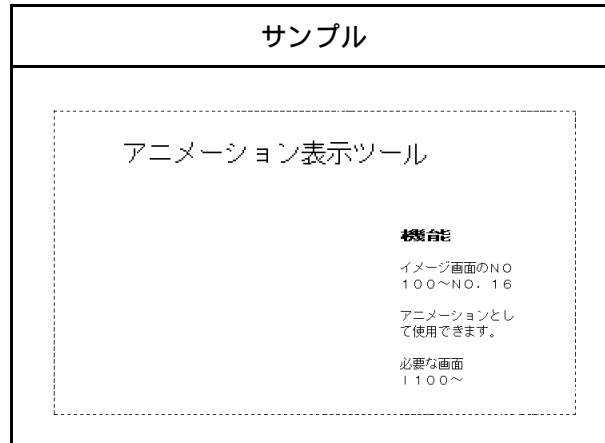 サンプル
アニメーション表示ツール
機能
イメージ画面のNO
100～NO．16
アニメーションとし
て使用できます。
必要な画面
I100～